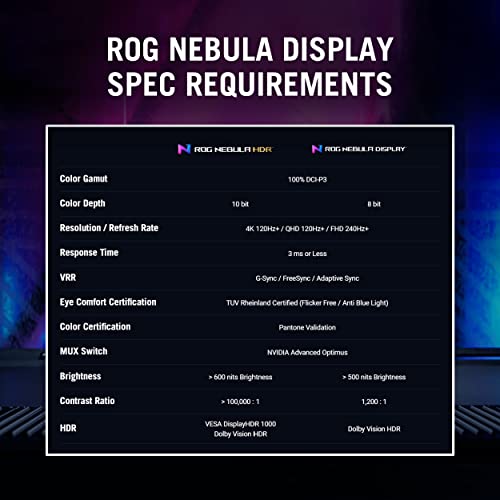 ROG NEBULA DISPLAY
SPEC REQUIREMENTS
ROG NEBULA HDR ROG NEBULA DISPLAY
Color Gamut 100% DCI-P3
Color Depth 10 bit 8 bit
Resolution / Refresh Rate 4K 120Hz+ / QHD 120Hz+ / FHD 240Hz+
Response Time 3 ms or Less
VRR G-Sync / FreeSync / Adaptive Sync
Eye Comfort Certification TUV Rheinland Certified (Flicker Free / Anti Blue Light)
Color Certification Pantone Validation
MUX Switch NVIDIA Advanced Optimus
Brightness > 600 nits Brightness > 500 nits Brightness
Contrast Ratio > 100,000 : 1 1,200 : 1
HDR VESA DisplayHDR 1000 Dolby Vision HDR
Dolby Vision HDR